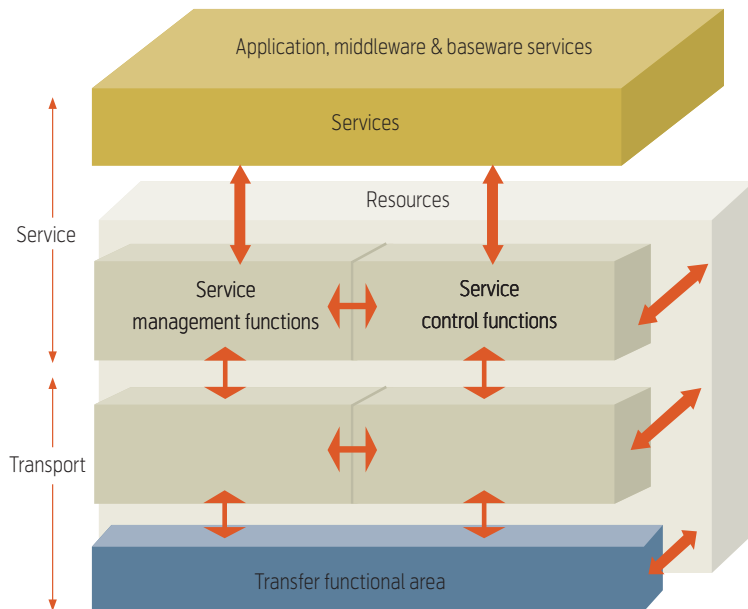 Application, middleware & baseware services
Services
Resources
Service
Service
management functions
Service
control functions
Transport
Transfer functional area